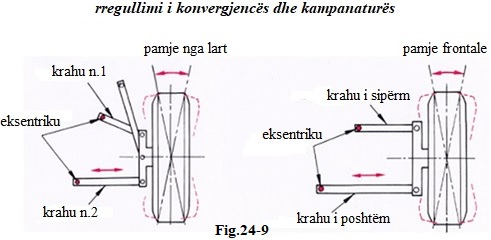 rregullimi i konvergjencës dhe kampanaturës
pamje nga lart
pamje frontale
krahu n.1
krahu i sipërm
eksentriku
eksentriku
krahu n.2
krahu i poshtëm
Fig.24-9